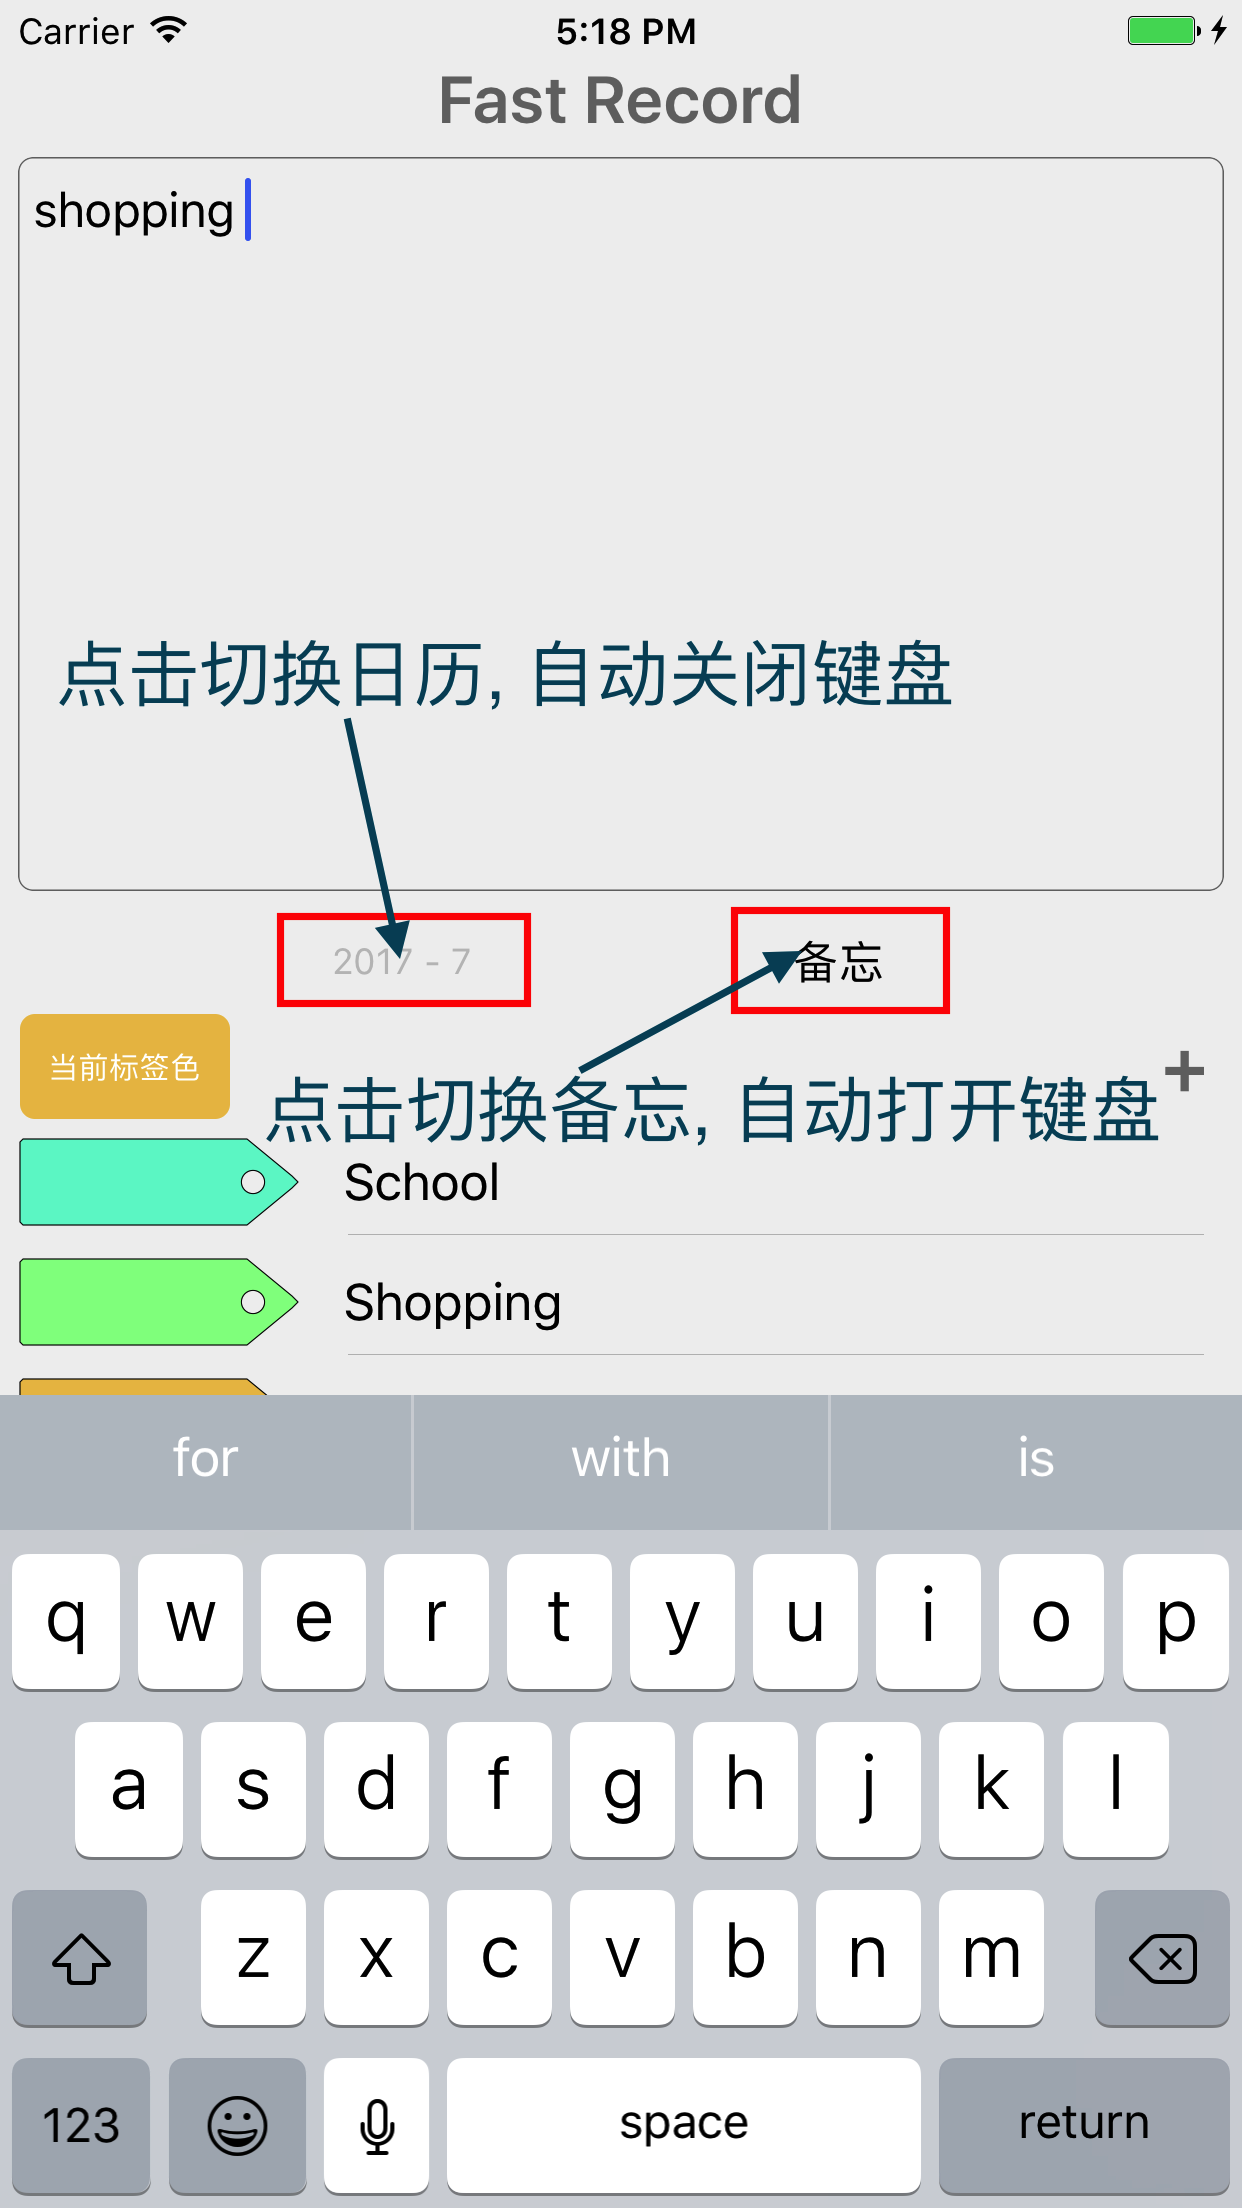 Carrier 5:18 PM
Fast Record
shopping
点击切换日历, 自动关闭键盘
2017 - 7 备忘
当前标签色
+
点击切换备忘, 自动打开键盘
School
Shopping
for with is
q w e r t y u i o p
a s d f g h j k l
z x c v b n m
123 space return